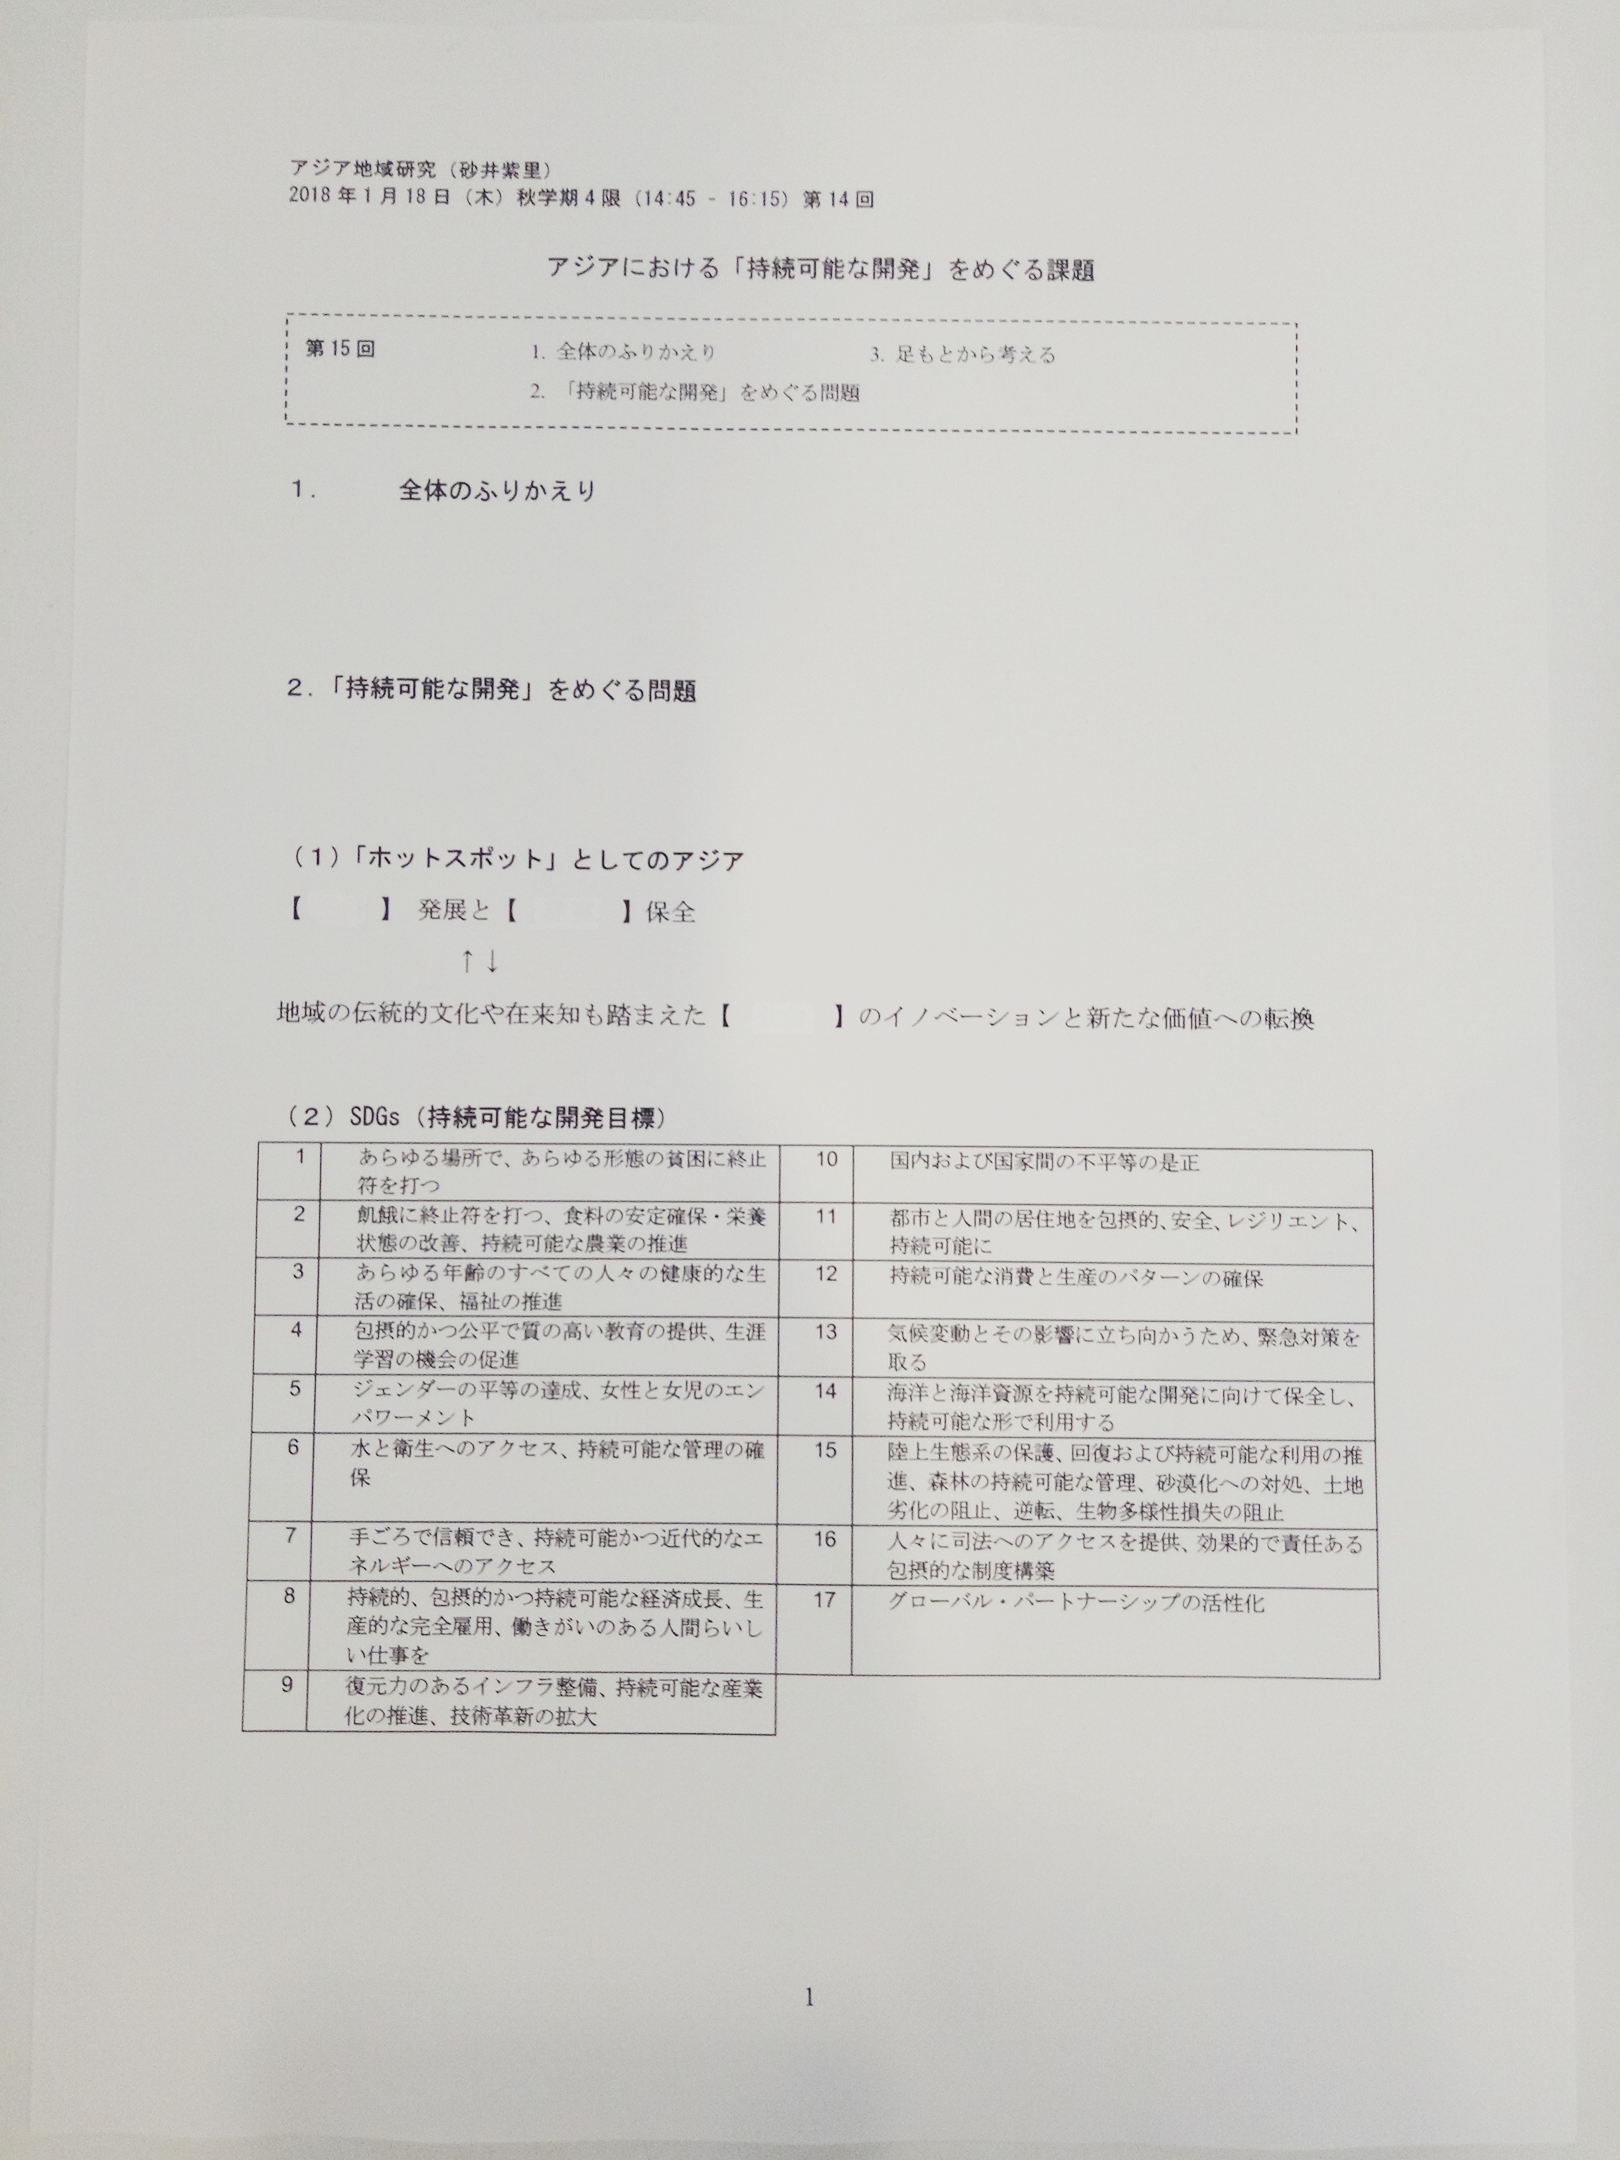 アジア地域研究（砂井紫里）
2018年1月18日（木）秋学期4限（14:45 - 16:15）第14回
アジアにおける「持続可能な開発」をめぐる課題
第15回 1. 全体のふりかえり 3. 足もとから考える
2. 「持続可能な開発」をめぐる問題
1. 全体のふりかえり
2.「持続可能な開発」をめぐる問題
（1）「ホットスポット」としてのアジア
【 】 発展と【 】保全
↑↓
地域の伝統的文化や在来知も踏まえた【 】のイノベーションと新たな価値への転換
（2）SDGs（持続可能な開発目標）
1 あらゆる場所で、あらゆる形態の貧困に終止
符を打つ
2 飢餓に終止符を打つ、食料の安定確保・栄養
状態の改善、持続可能な農業の推進
3 あらゆる年齢のすべての人々の健康的な生
活の確保、福祉の推進
4 包摂的かつ公平で質の高い教育の提供、生涯
学習の機会の促進
5 ジェンダーの平等の達成、女性と女児のエン
パワーメント
6 水と衛生へのアクセス、持続可能な管理の確
保
7 手ごろで信頼でき、持続可能かつ近代的なエ
ネルギーへのアクセス
8 持続的、包摂的かつ持続可能な経済成長、生
産的な完全雇用、働きがいのある人間らいし
い仕事を
9 復元力のあるインフラ整備、持続可能な産業
化の推進、技術革新の拡大
10 国内および国家間の不平等の是正
11 都市と人間の居住地を包摂的、安全、レジリエント、
持続可能に
12 持続可能な消費と生産のパターンの確保
13 気候変動とその影響に立ち向かうため、緊急対策を
取る
14 海洋と海洋資源を持続可能な開発に向けて保全し、
持続可能な形で利用する
15 陸上生態系の保護、回復および持続可能な利用の推
進、森林の持続可能な管理、砂漠化への対処、土地
劣化の阻止、逆転、生物多様性損失の阻止
16 人々に司法へのアクセスを提供、効果的で責任ある
包摂的な制度構築
17 グローバル・パートナーシップの活性化
1